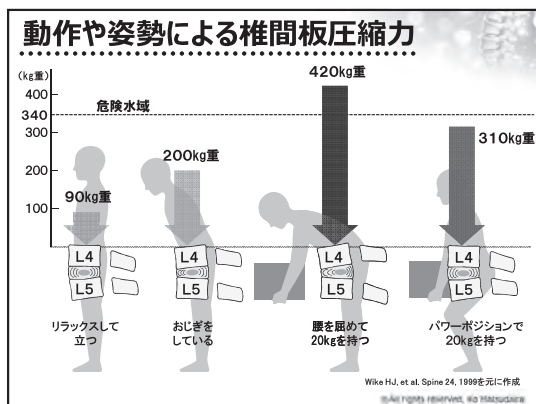 動作や姿勢による椎間板圧縮力
(kg重)
400
340
300
200
100
危険水域
90kg重
200kg重
420kg重
310kg重
L4
L5
L4
L5
L4
L5
L4
L5
リラックスして
立つ
おじぎを
している
腰を屈めて
20kgを持つ
パワーポジションで
20kgを持つ
Wike HJ, et al. Spine 24, 1999を元に作成
©All rights reserved, Ko Matsudaira